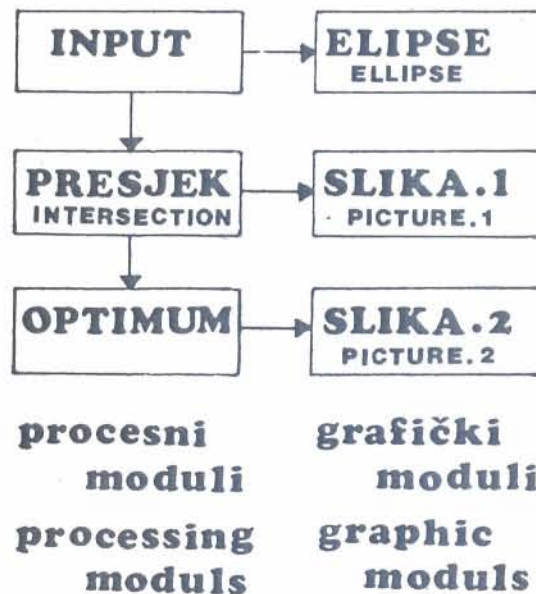 INPUT
ELIPSE
ELLIPSE
PRESJEK
INTERSECTION
SLIKA.1
PICTURE.1
OPTIMUM
SLIKA.2
PICTURE.2
procesni
moduli
grafički
moduli
processing
moduls
graphic
moduls